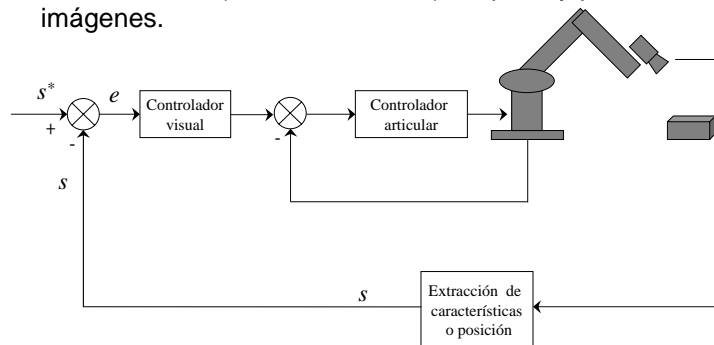 imágenes.
s*
e
+
-
Controlador
visual
-
Controlador
articular
s
s
Extracción de
características
o posición